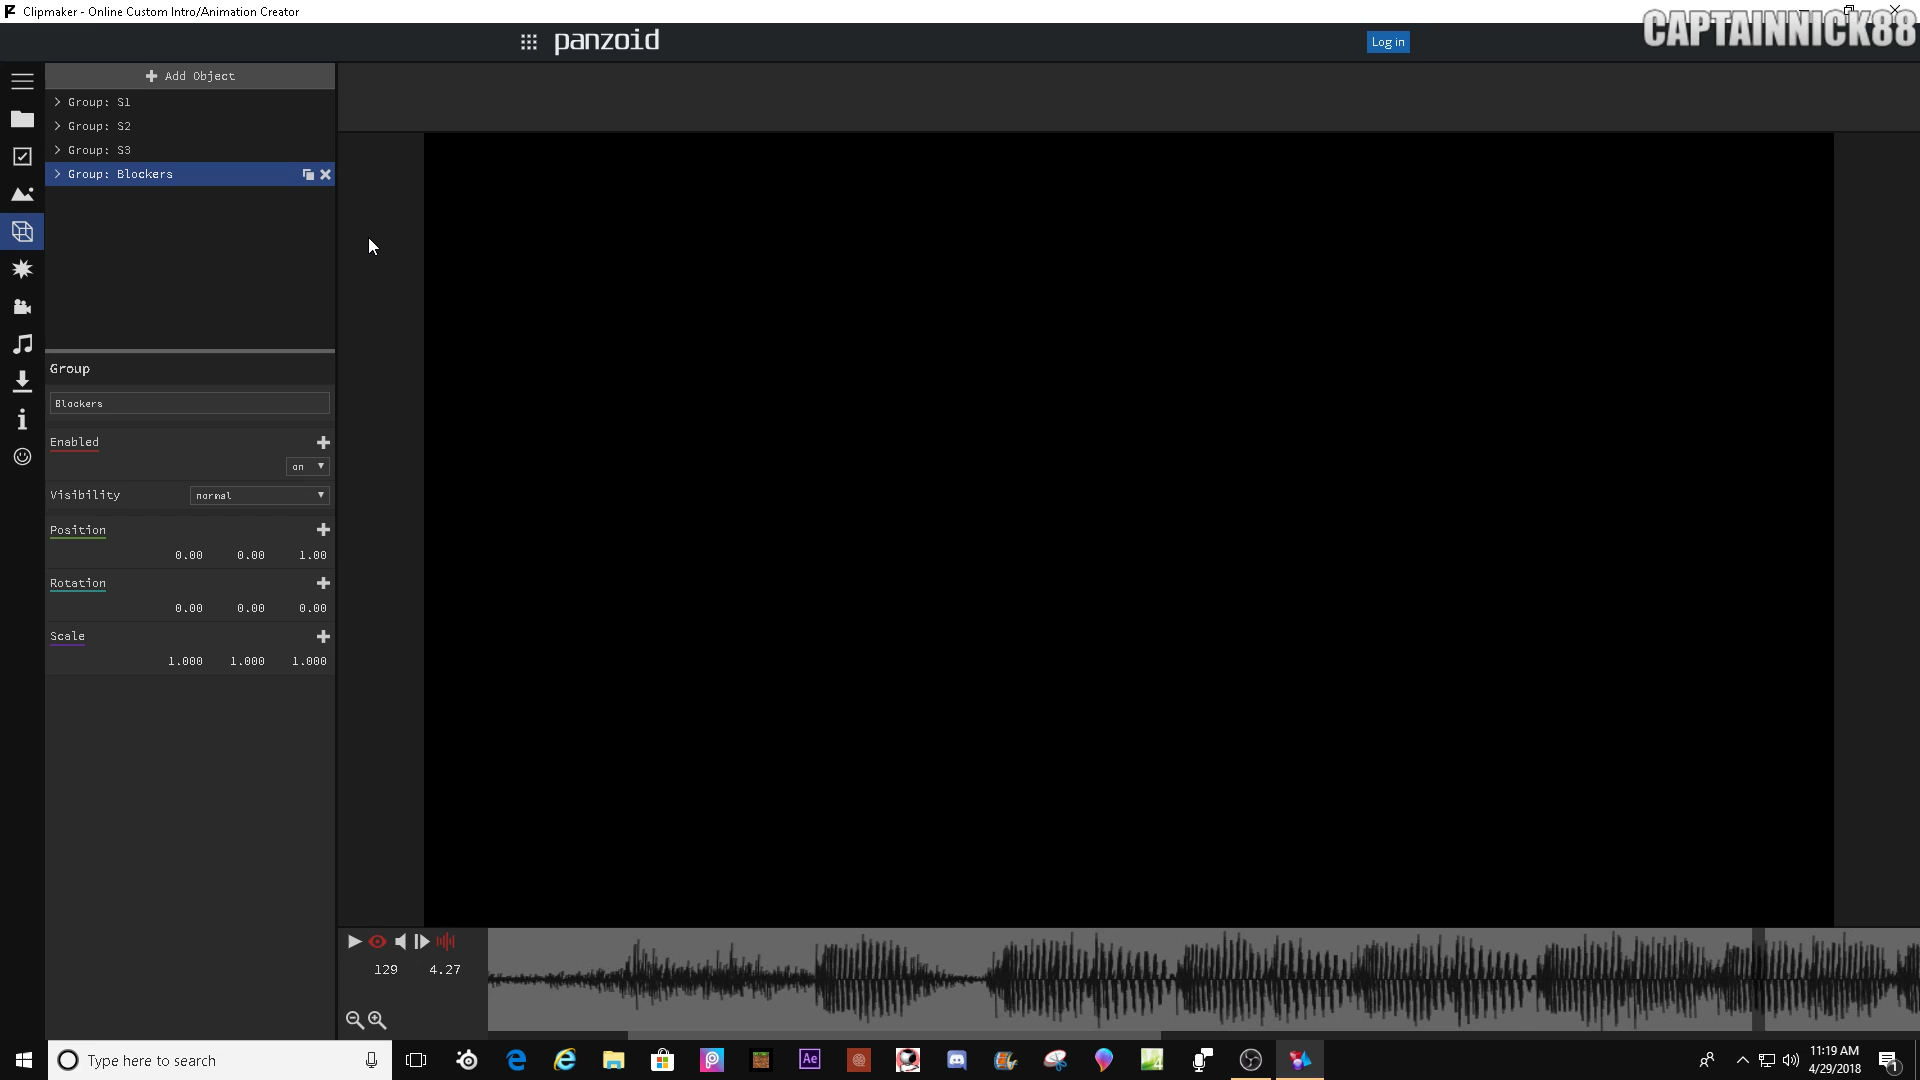 Clipmaker - Online Custom Intro/Animation Creator
panzoid
Log in
CAPTAINNICK88
Add Object
Group: S1
Group: S2
Group: S3
Group: Blockers
Group
Blockers
Enabled
on
Visibility
normal
Position
0.00 0.00 1.00
Rotation
0.00 0.00 0.00
Scale
1.000 1.000 1.000
129 4.27
Type here to search
Ae
11:19 AM
4/29/2018
1